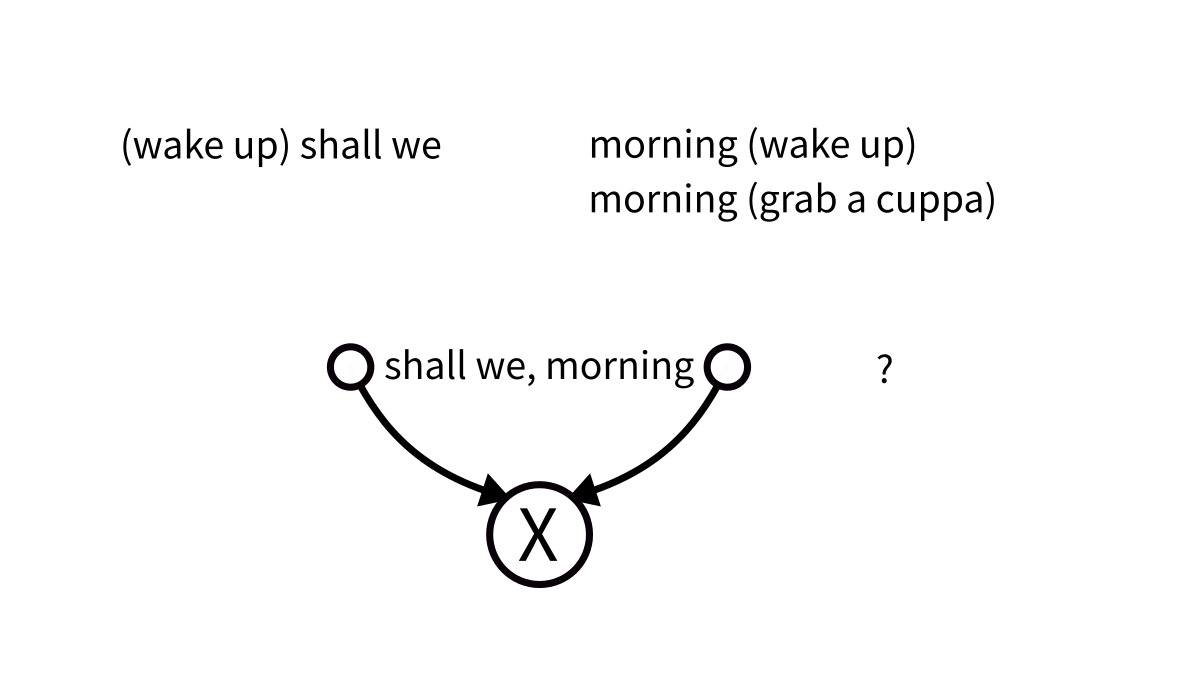 (wake up) shall we
morning (wake up)
morning (grab a cuppa)
shall we, morning
?
X